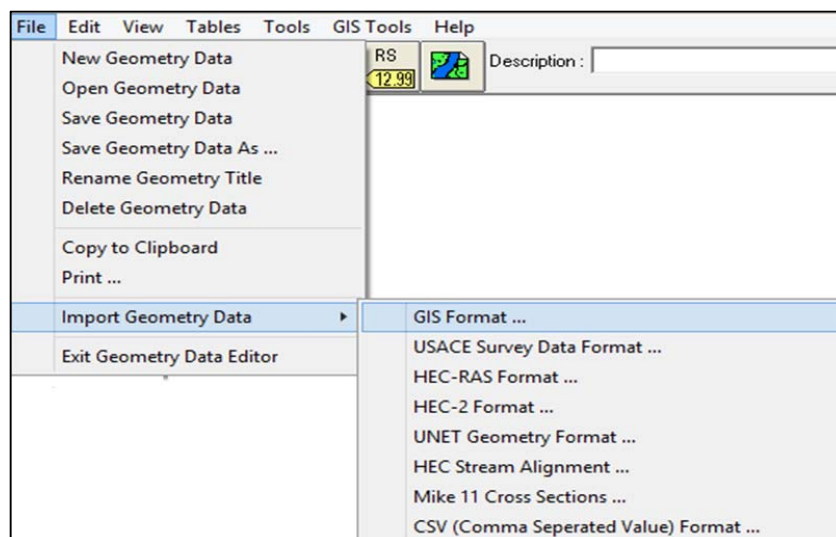 File Edit View Tables Tools GIS Tools Help
New Geometry Data
Open Geometry Data
Save Geometry Data
Save Geometry Data As ...
Rename Geometry Title
Delete Geometry Data
Copy to Clipboard
Print ...
Import Geometry Data
Exit Geometry Data Editor
RS
12.99
Description :
GIS Format ...
USACE Survey Data Format ...
HEC-RAS Format ...
HEC-2 Format ...
UNET Geometry Format ...
HEC Stream Alignment ...
Mike 11 Cross Sections ...
CSV (Comma Seperated Value) Format ...